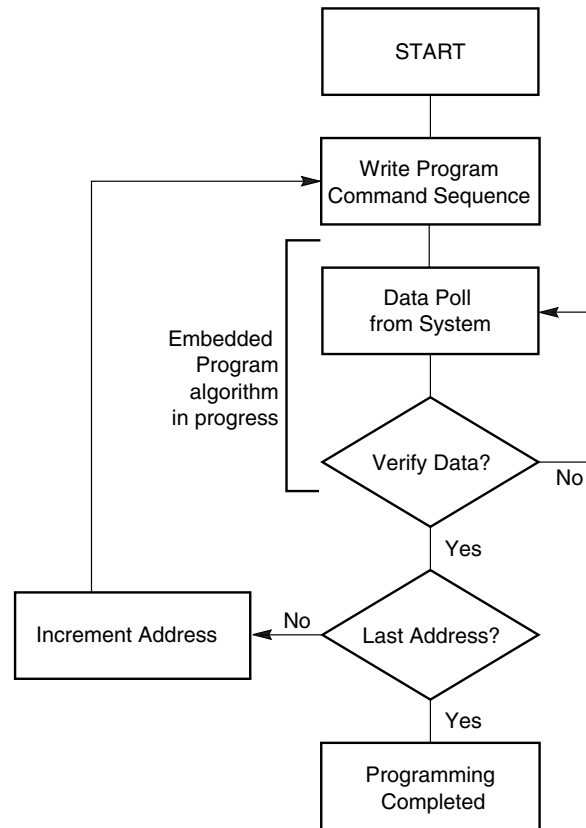 START
Write Program
Command Sequence
Data Poll
from System
Embedded
Program
algorithm
in progress
Verify Data?
No
Yes
No
Increment Address
Last Address?
Yes
Programming
Completed